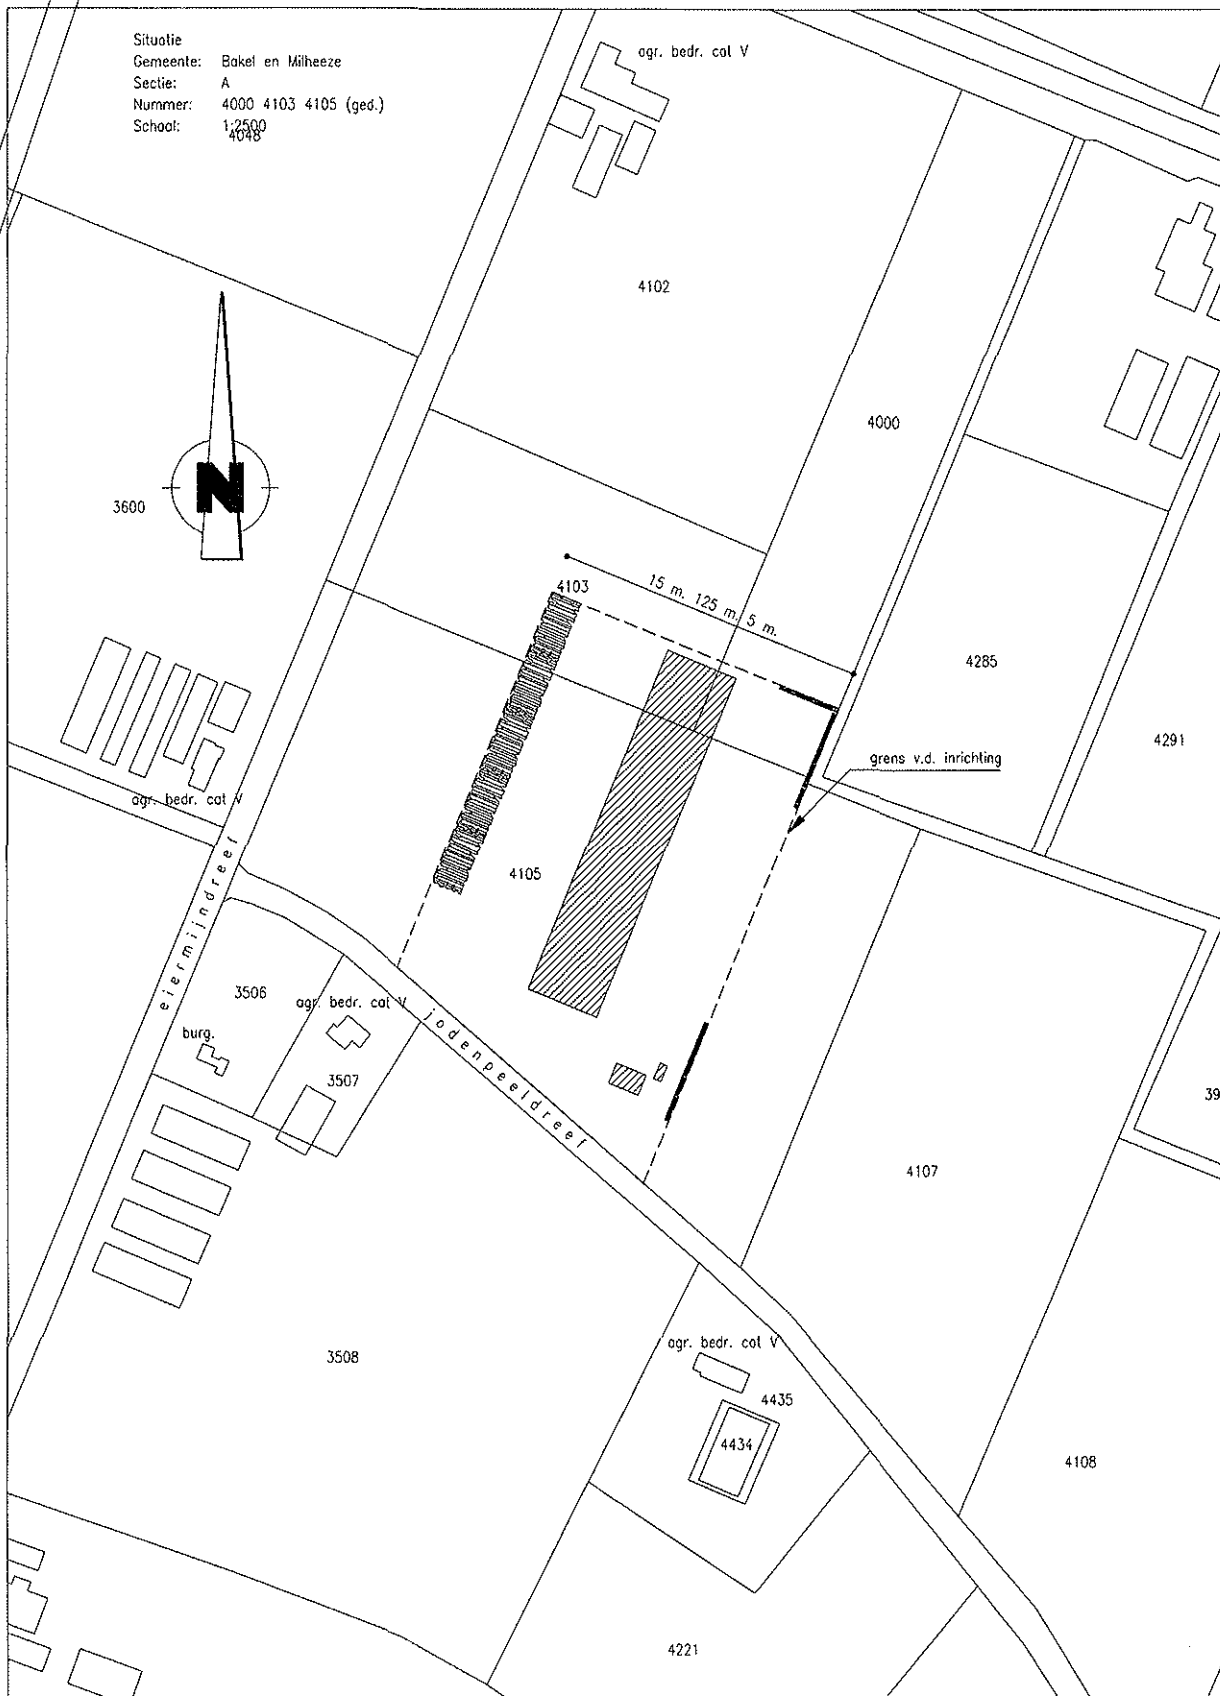 Situatie
Gemeente: Bakel en Milheeze
Sectie: A
Nummer: 4000 4103 4105 (ged.)
Schaal: 1:2500
4048
agr. bedr. cat V
4102
4000
N
3600
4103
15 m. 125 m. 5 m.
4285
4291
grens v.d. inrichting
agr. bedr. cat V
4105
eiermijndreef
3506
agr. bedr. cat V
burg.
jodenpeeldreef
3507
39
4107
3508
agr. bedr. cat V
4435
4434
4108
4221